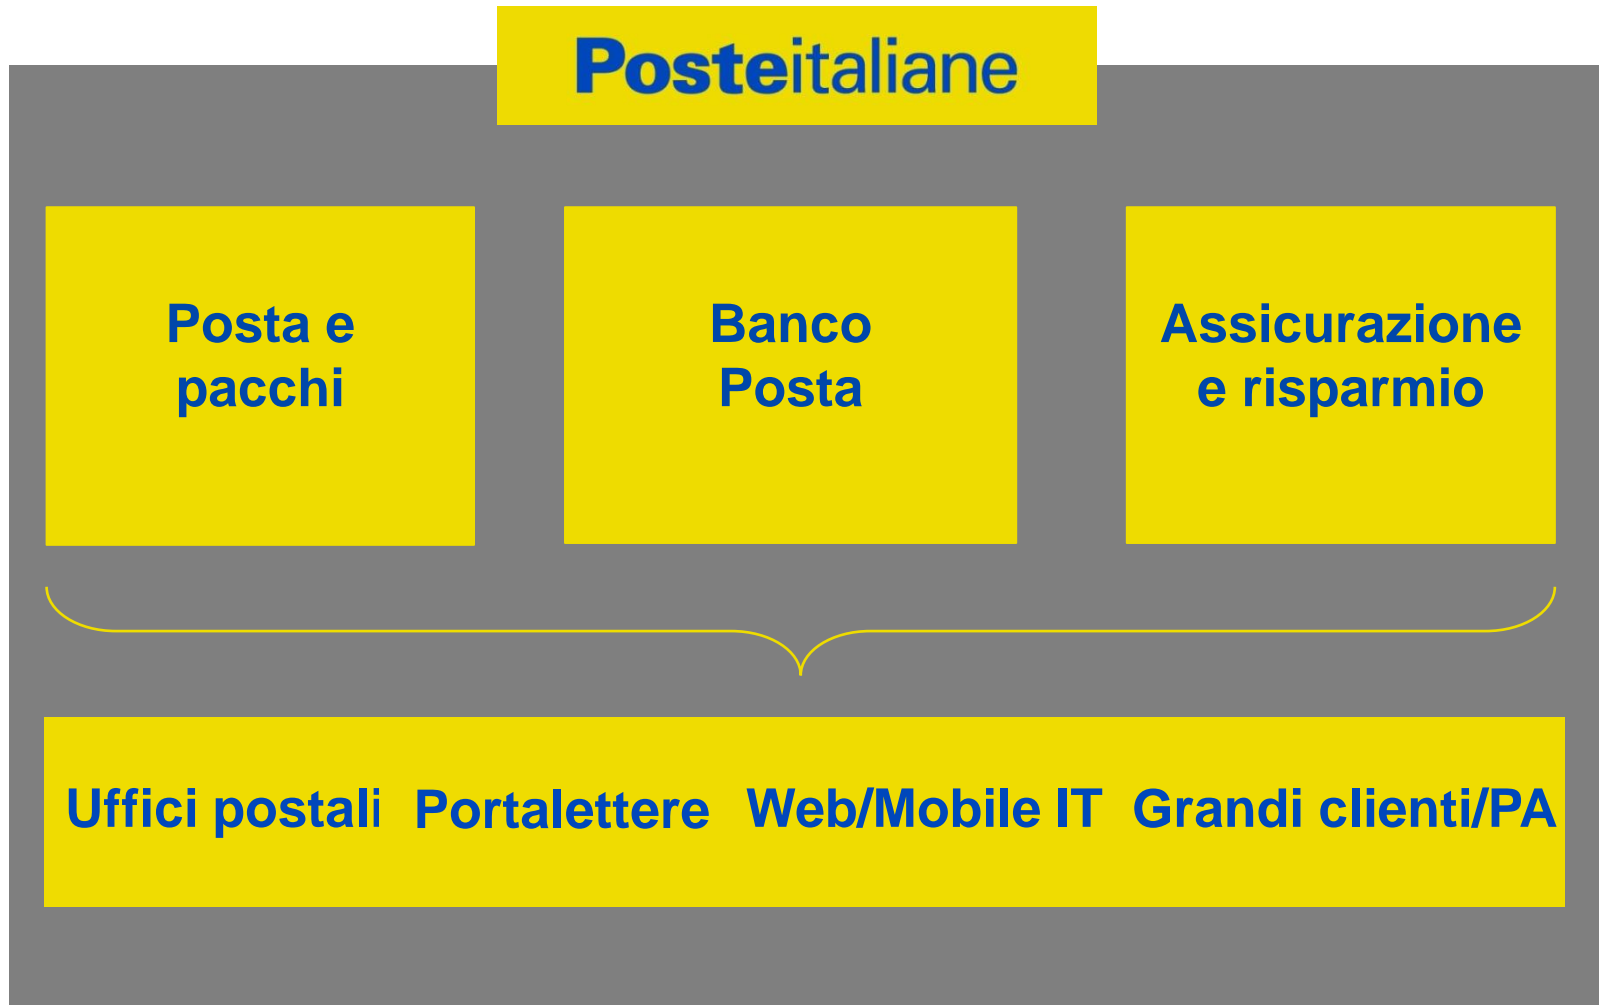 Posteitaliane
Posta e
pacchi
Banco
Posta
Assicurazione
e risparmio
Uffici postali Portalettere Web/Mobile IT Grandi clienti/PA